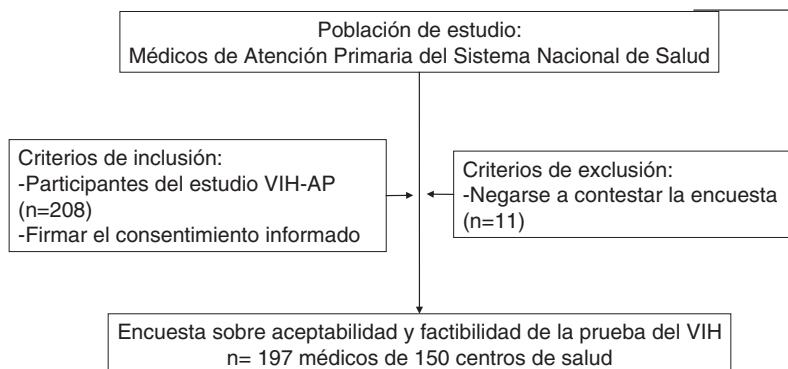 Población de estudio:
Médicos de Atención Primaria del Sistema Nacional de Salud
Criterios de inclusión:
-Participantes del estudio VIH-AP
(n=208)
-Firmar el consentimiento informado
Criterios de exclusión:
-Negarse a contestar la encuesta
(n=11)
Encuesta sobre aceptabilidad y factibilidad de la prueba del VIH
n= 197 médicos de 150 centros de salud